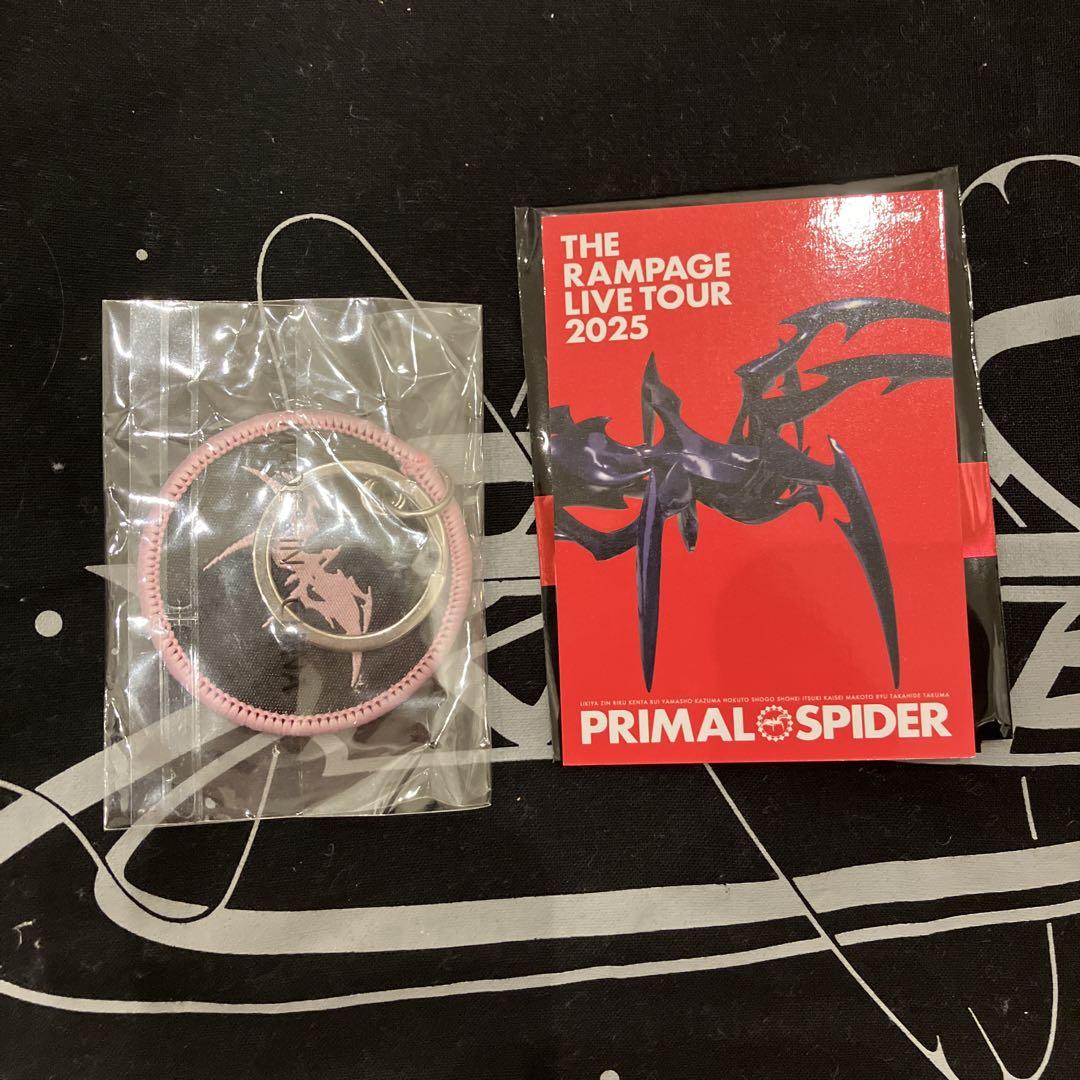 THE
RAMPAGE
LIVE TOUR
2025
LIKIYA ZIN RIKU KENTA RUI YAMASHO KAZUMA HOKUTO SHOGO SHOHEI ITSUKI KAISEI MAKOTO RYU TAKAHIDE TAKUMA
PRIMAL SPIDER